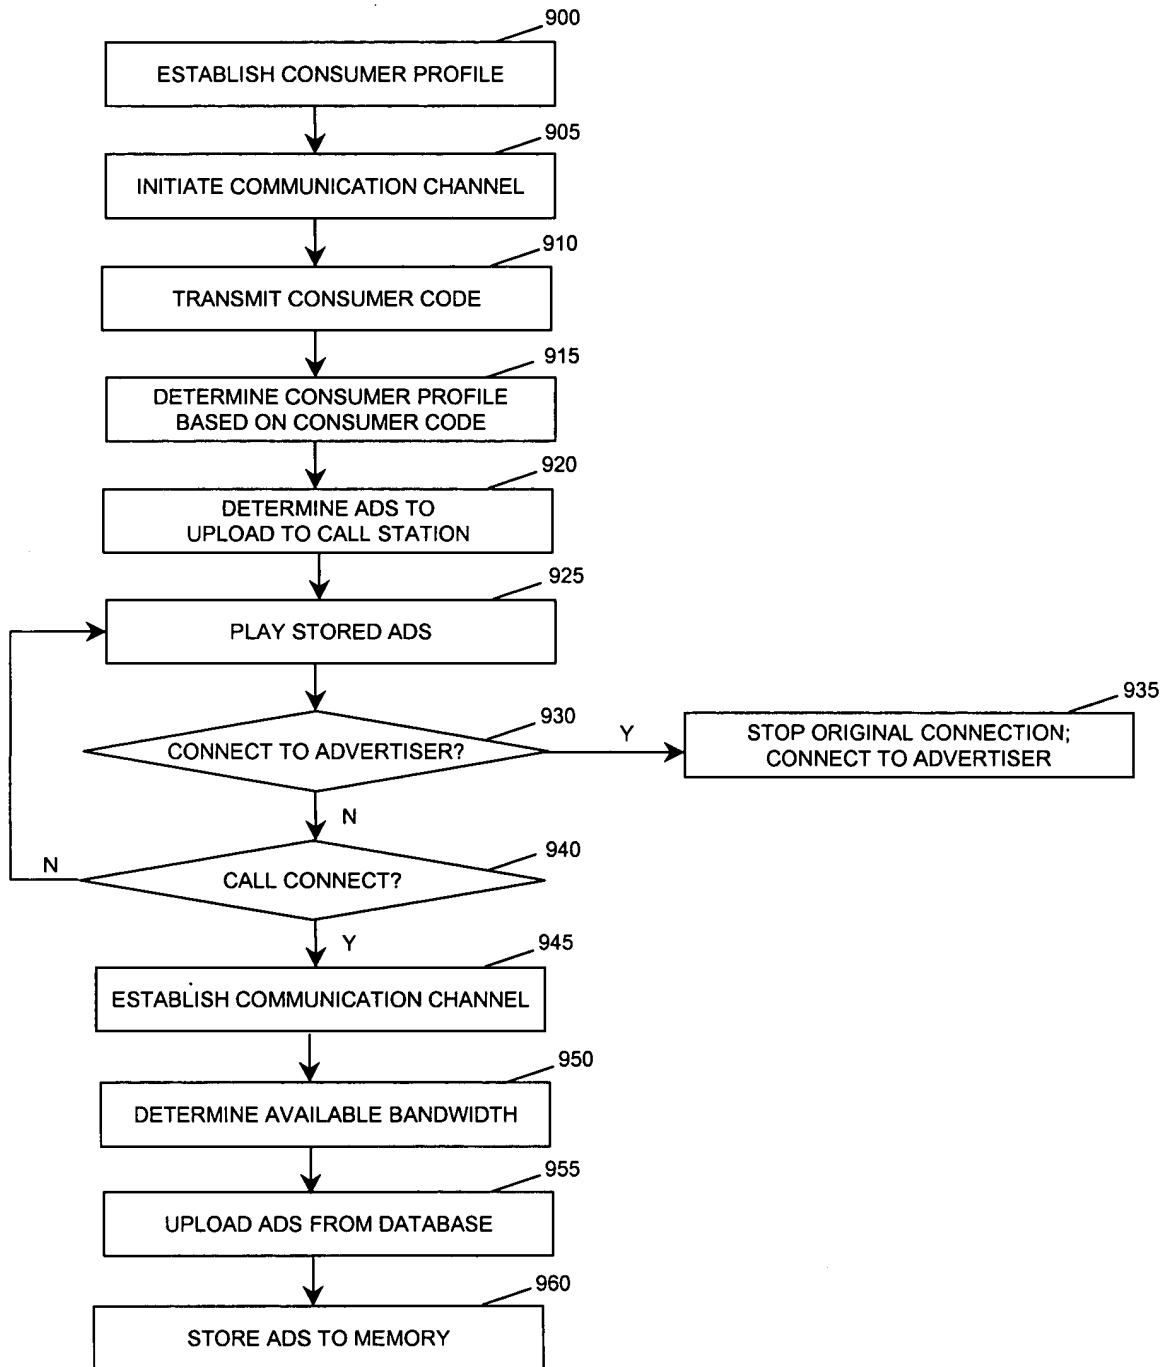 900
ESTABLISH CONSUMER PROFILE
905
INITIATE COMMUNICATION CHANNEL
910
TRANSMIT CONSUMER CODE
915
DETERMINE CONSUMER PROFILE
BASED ON CONSUMER CODE
920
DETERMINE ADS TO
UPLOAD TO CALL STATION
925
PLAY STORED ADS
930
CONNECT TO ADVERTISER?
Y
935
STOP ORIGINAL CONNECTION;
CONNECT TO ADVERTISER
N
940
CALL CONNECT?
N
Y
945
ESTABLISH COMMUNICATION CHANNEL
950
DETERMINE AVAILABLE BANDWIDTH
955
UPLOAD ADS FROM DATABASE
960
STORE ADS TO MEMORY